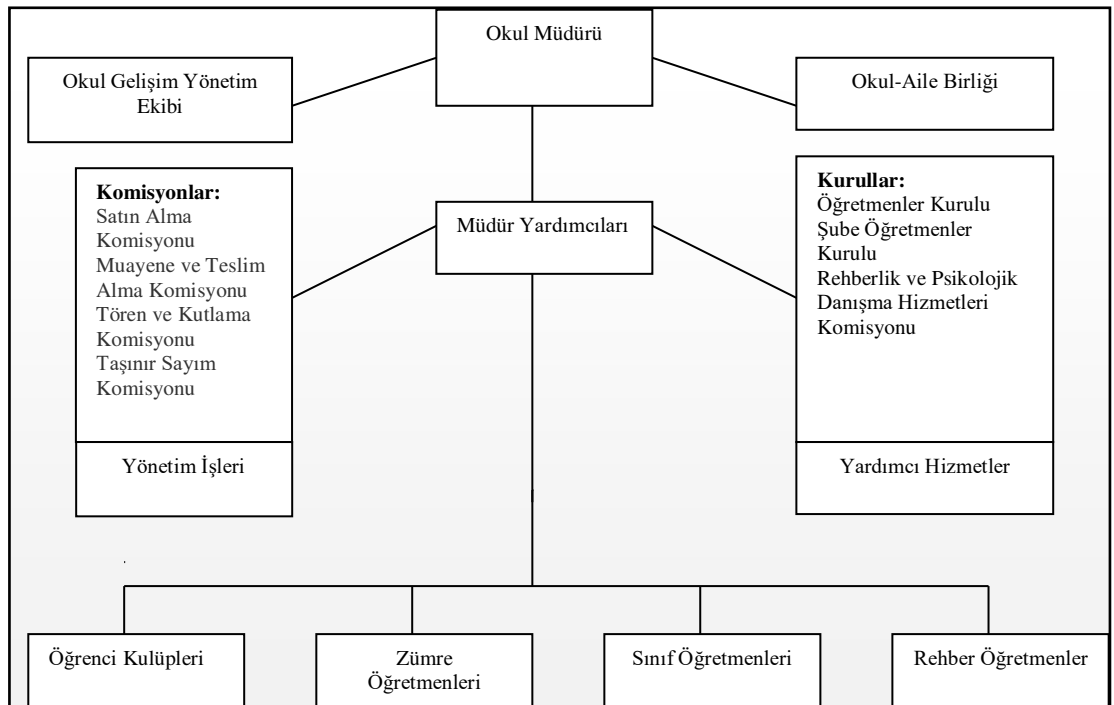 Okul Müdürü
Okul Gelişim Yönetim
Ekibi
Okul-Aile Birliği
Komisyonlar:
Satın Alma
Komisyonu
Muayene ve Teslim
Alma Komisyonu
Tören ve Kutlama
Komisyonu
Taşınır Sayım
Komisyonu
Müdür Yardımcıları
Kurullar:
Öğretmenler Kurulu
Şube Öğretmenler
Kurulu
Rehberlik ve Psikolojik
Danışma Hizmetleri
Komisyonu
Yönetim İşleri
Yardımcı Hizmetler
Öğrenci Kulüpleri
Zümre
Öğretmenleri
Sınıf Öğretmenleri
Rehber Öğretmenler